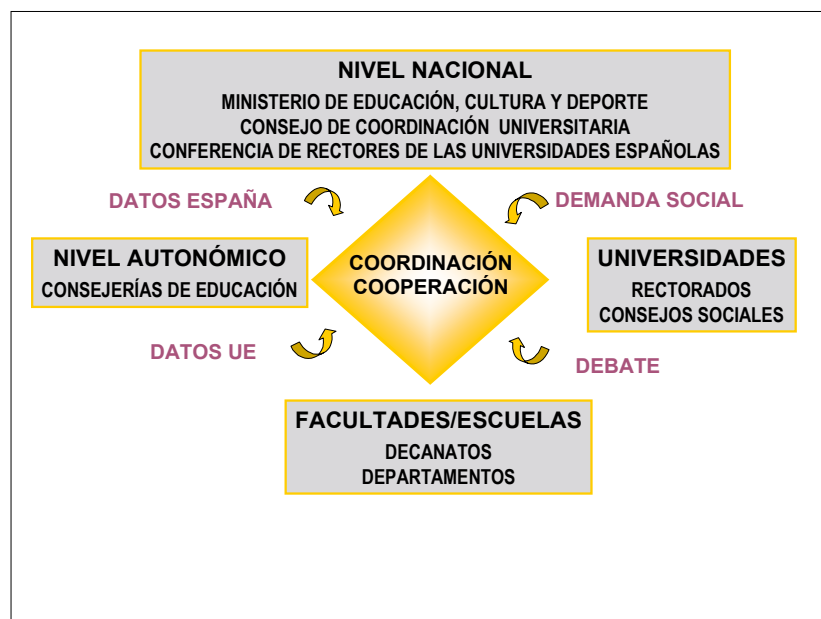 NIVEL NACIONAL
MINISTERIO DE EDUCACIÓN, CULTURA Y DEPORTE
CONSEJO DE COORDINACIÓN UNIVERSITARIA
CONFERENCIA DE RECTORES DE LAS UNIVERSIDADES ESPAÑOLAS
DATOS ESPAÑA
DEMANDA SOCIAL
NIVEL AUTONÓMICO
CONSEJERÍAS DE EDUCACIÓN
COORDINACIÓN
COOPERACIÓN
UNIVERSIDADES
RECTORADOS
CONSEJOS SOCIALES
DATOS UE
DEBATE
FACULTADES/ESCUELAS
DECANATOS
DEPARTAMENTOS